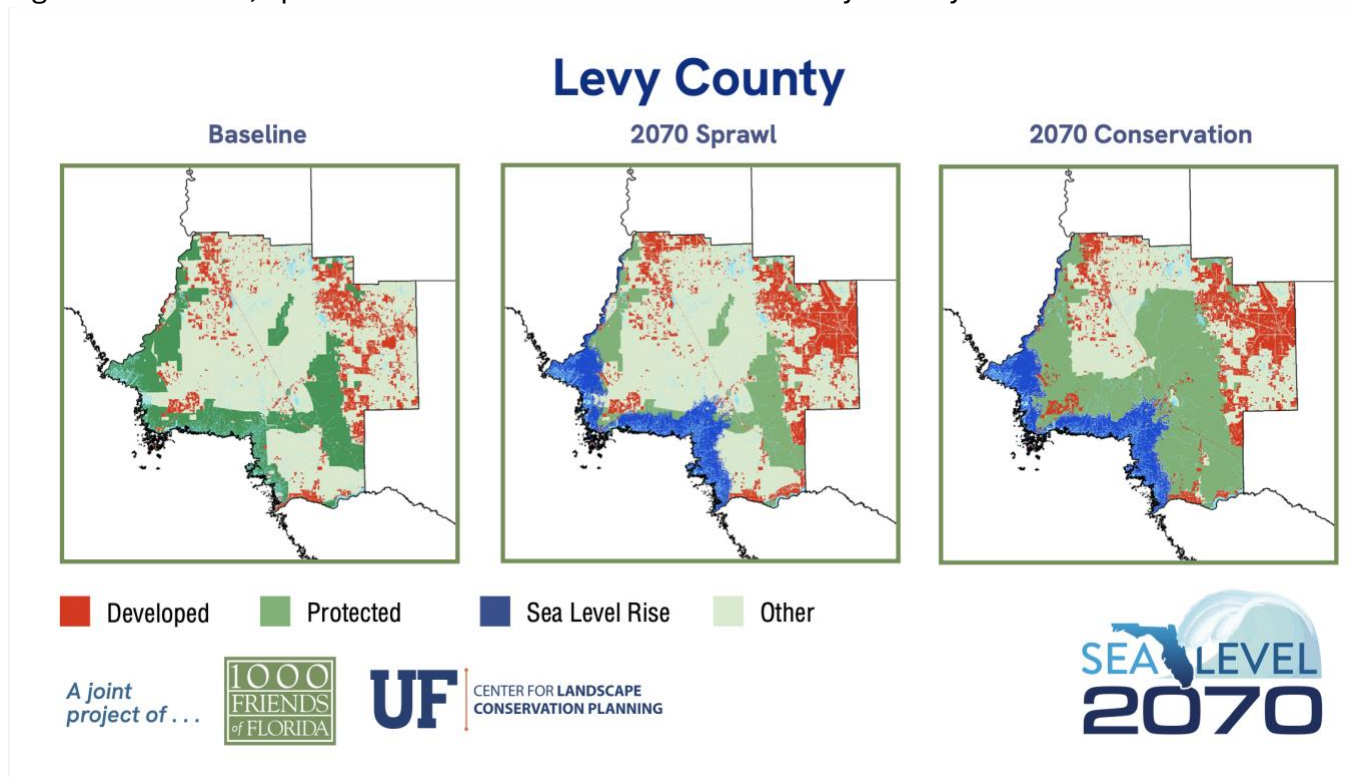 Levy County
Baseline
2070 Sprawl
2070 Conservation
Developed
Protected
Sea Level Rise
Other
A joint
project of . . .
1000
FRIENDS
of FLORIDA
UF
CENTER FOR LANDSCAPE
CONSERVATION PLANNING
SEA LEVEL
2070